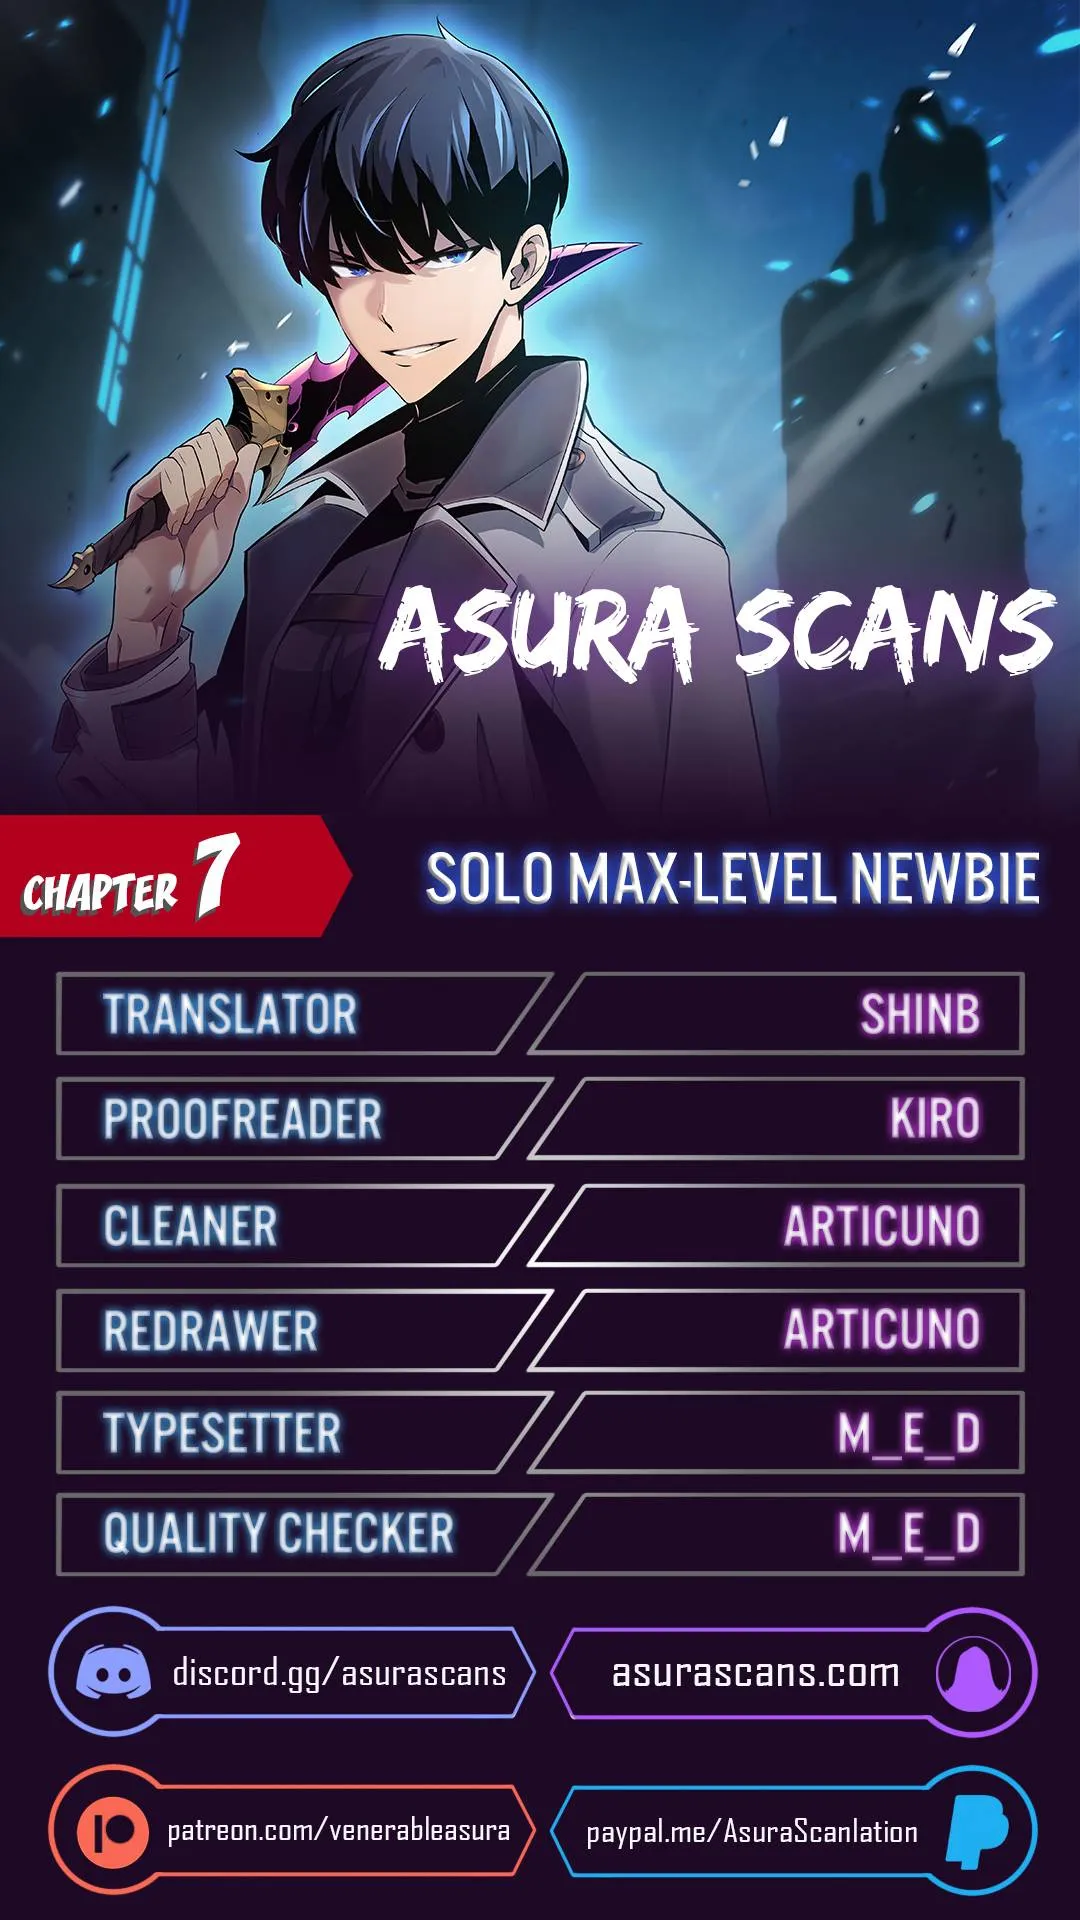 ASURA SCANS
CHAPTER 7
SOLO MAX-LEVEL NEWBIE
TRANSLATOR SHINB
PROOFREADER KIRO
CLEANER ARTICUNO
REDRAWER ARTICUNO
TYPESETTER M_E_D
QUALITY CHECKER M_E_D
discord.gg/asurascans
asurascans.com
patreon.com/venerableasura
paypal.me/AsuraScanlation